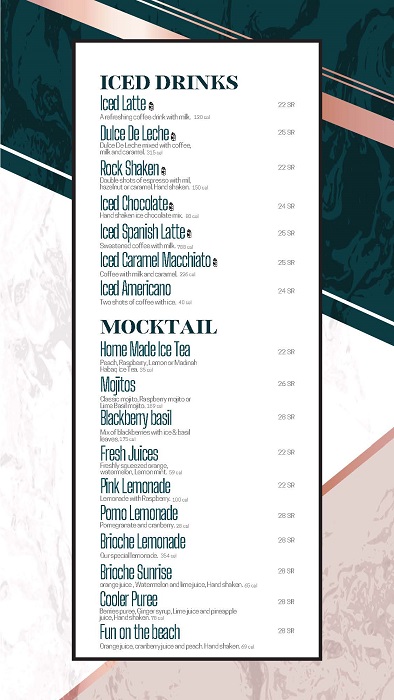 ICED DRINKS
Iced Latte 22 SR
A refreshing coffee drink with milk. 120 cal
Dulce De Leche 25 SR
Dulce De Leche mixed with coffee,
milk and caramel. 215 cal
Rock Shaken 22 SR
Double shots of espresso with mil,
hazelnut or caramel. Hand shaken. 150 cal
Iced Chocolate 24 SR
Hand shaken ice chocolate mix. cal
Iced Spanish Latte 25 SR
Sweetened coffee with milk. cal
Iced Caramel Macchiato 25 SR
Coffee with milk and caramel. cal
Iced Americano 24 SR
Two shots of coffee with ice. 40 cal
MOCKTAIL
Home Made Ice Tea 22 SR
Peach, Raspberry, Lemon or Madinah
Habaq Ice Tea. 35 cal
Mojitos 26 SR
Classic mojito, Raspberry mojito or
Lime Basil mojito. 169 cal
Blackberry basil 28 SR
Mix of blackberries with ice & basil
leaves. 170 cal
Fresh Juices 22 SR
Freshly squeezed orange,
watermelon, Lemon mint. 59 cal
Pink Lemonade 22 SR
Lemonade with Raspberry. 100 cal
Pomo Lemonade 28 SR
Pomegranate and cranberry. cal
Brioche Lemonade 28 SR
Our special lemonade. 354 cal
Brioche Sunrise 28 SR
orange juice, Watermelon and lime juice, Hand shaken. cal
Cooler Puree 28 SR
Berries puree, Ginger syrup, Lime juice and pineapple
juice, Hand shaken. 78 cal
Fun on the beach 28 SR
Orange juice, cranberry juice and peach. Hand shaken. 69 cal